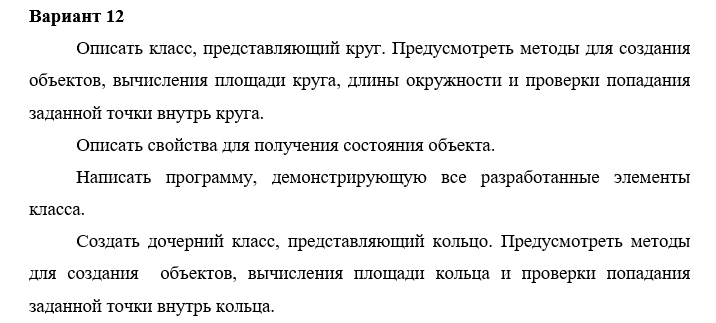 Вариант 12
Описать класс, представляющий круг. Предусмотреть методы для создания
объектов, вычисления площади круга, длины окружности и проверки попадания
заданной точки внутрь круга.
Описать свойства для получения состояния объекта.
Написать программу, демонстрирующую все разработанные элементы
класса.
Создать дочерний класс, представляющий кольцо. Предусмотреть методы
для создания  объектов, вычисления площади кольца и проверки попадания
заданной точки внутрь кольца.